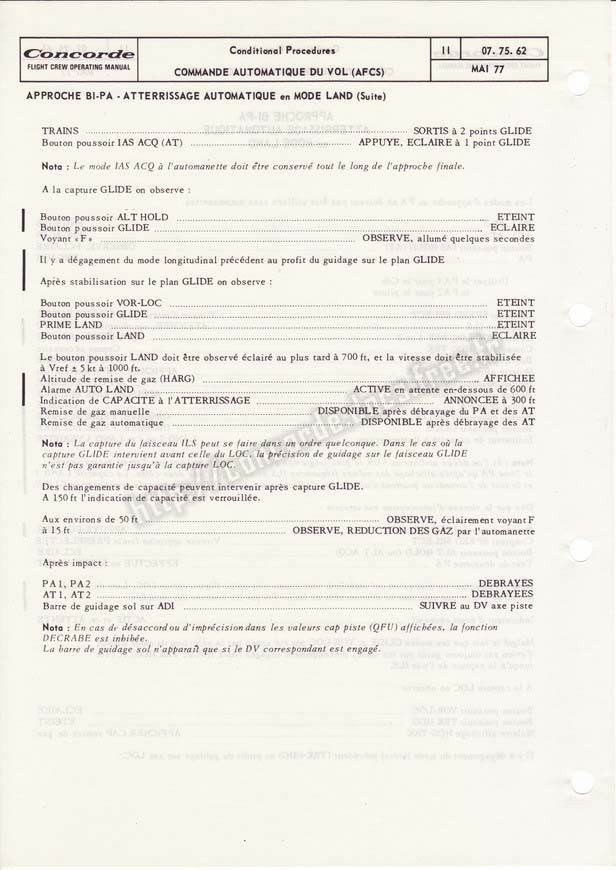 Concorde
FLIGHT CREW OPERATING MANUAL
Conditional Procedures
COMMANDE AUTOMATIQUE DU VOL (AFCS)
11
07. 75. 62
MAI 77
APPROCHE BI-PA - ATTERRISSAGE AUTOMATIQUE en MODE LAND (Suite)
TRAINS ........ SORTIS à 2 points GLIDE
Bouton poussoir IAS ACQ (AT) ........ APPUYE, ECLAIRE à 1 point GLIDE
Nota : Le mode IAS ACQ à l'automanette doit être conservé tout le long de l'approche finale.
A la capture GLIDE on observe :
Bouton poussoir ALT HOLD ........ ETEINT
Bouton poussoir GLIDE ........ ECLAIRE
Voyant «F» ........ OBSERVE, allumé quelques secondes
Il y a dégagement du mode longitudinal précédent au profit du guidage sur le plan GLIDE
Après stabilisation sur le plan GLIDE on observe :
Bouton poussoir VOR-LOC ........ ETEINT
Bouton poussoir GLIDE ........ ETEINT
PRIME LAND ........ ETEINT
Bouton poussoir LAND ........ ECLAIRE
Le bouton poussoir LAND doit être observé éclairé au plus tard à 700 ft, et la vitesse doit être stabilisée
à Vref ± 5 kt à 1000 ft.
Altitude de remise de gaz (HARG) ........ AFFICHEE
Alarme AUTO LAND ........ ACTIVE en attente en-dessous de 600 ft
Indication de CAPACITE à l'ATTERRISSAGE ........ ANNONCEE à 300 ft
Remise de gaz manuelle ........ DISPONIBLE après débrayage du PA et des AT
Remise de gaz automatique ........ DISPONIBLE après débrayage des AT
Nota : La capture du faisceau ILS peut se faire dans un ordre quelconque. Dans le cas où la
capture GLIDE intervient avant celle du LOC, la précision de guidage sur le faisceau GLIDE
n'est pas garantie jusqu'à la capture LOC.
Des changements de capacité peuvent intervenir après capture GLIDE.
A 150 ft l'indication de capacité est verrouillée.
Aux environs de 50 ft ........ OBSERVE, éclairement voyant F
à 15 ft ........ OBSERVE, REDUCTION DES GAZ par l'automanette
Après impact :
PA 1, PA 2 ........ DEBRAYES
AT 1, AT 2 ........ DEBRAYEES
Barre de guidage sol sur ADI ........ SUIVRE au DV axe piste
Nota : En cas de désaccord ou d'imprécision dans les valeurs cap piste (QFU) affichées, la fonction
DECRABE est inhibée.
La barre de guidage sol n'apparaît que si le DV correspondant est engagé.